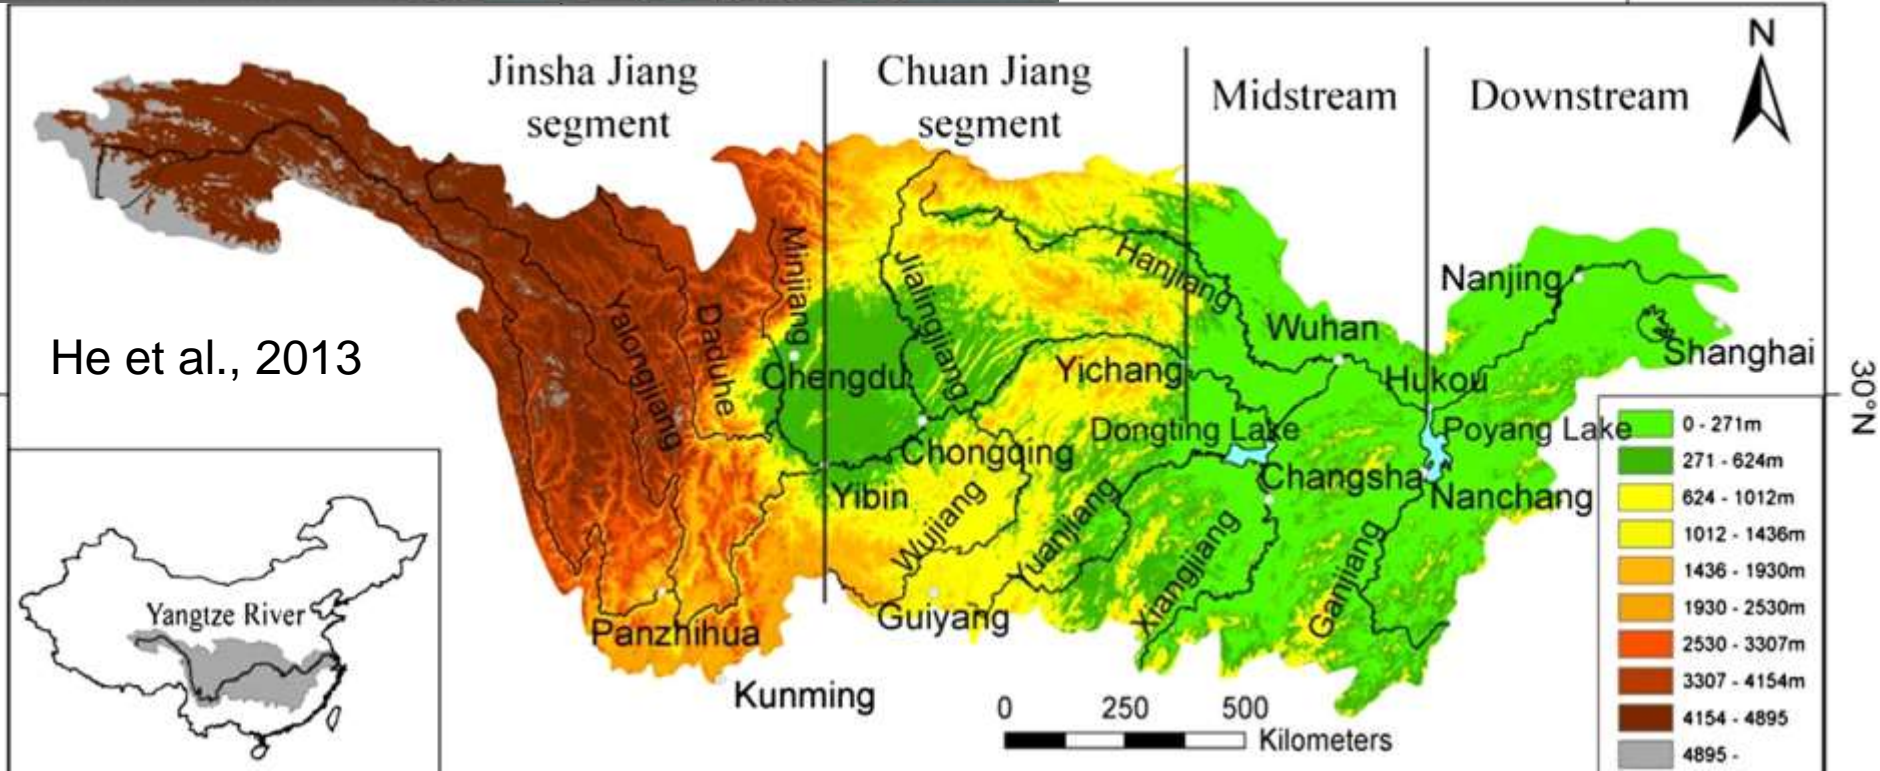 Jinsha Jiang
segment
Chuan Jiang
segment
Midstream
Downstream
N
He et al., 2013
Minjiang
Jialingjiang
Hanjiang
Yalongjiang
Daduhe
Nanjing
Wuhan
Shanghai
Chengdu
Yichang
Hukou
30°N
Dongting Lake
Poyang Lake
Chongqing
Changsha
Yibin
Nanchang
Wujiang
Yuanjiang
Xiangjiang
Ganjiang
Guiyang
Panzhihua
Kunming
Yangtze River
0 250 500
Kilometers
0 - 271m
271 - 624m
624 - 1012m
1012 - 1436m
1436 - 1930m
1930 - 2530m
2530 - 3307m
3307 - 4154m
4154 - 4895
4895 -